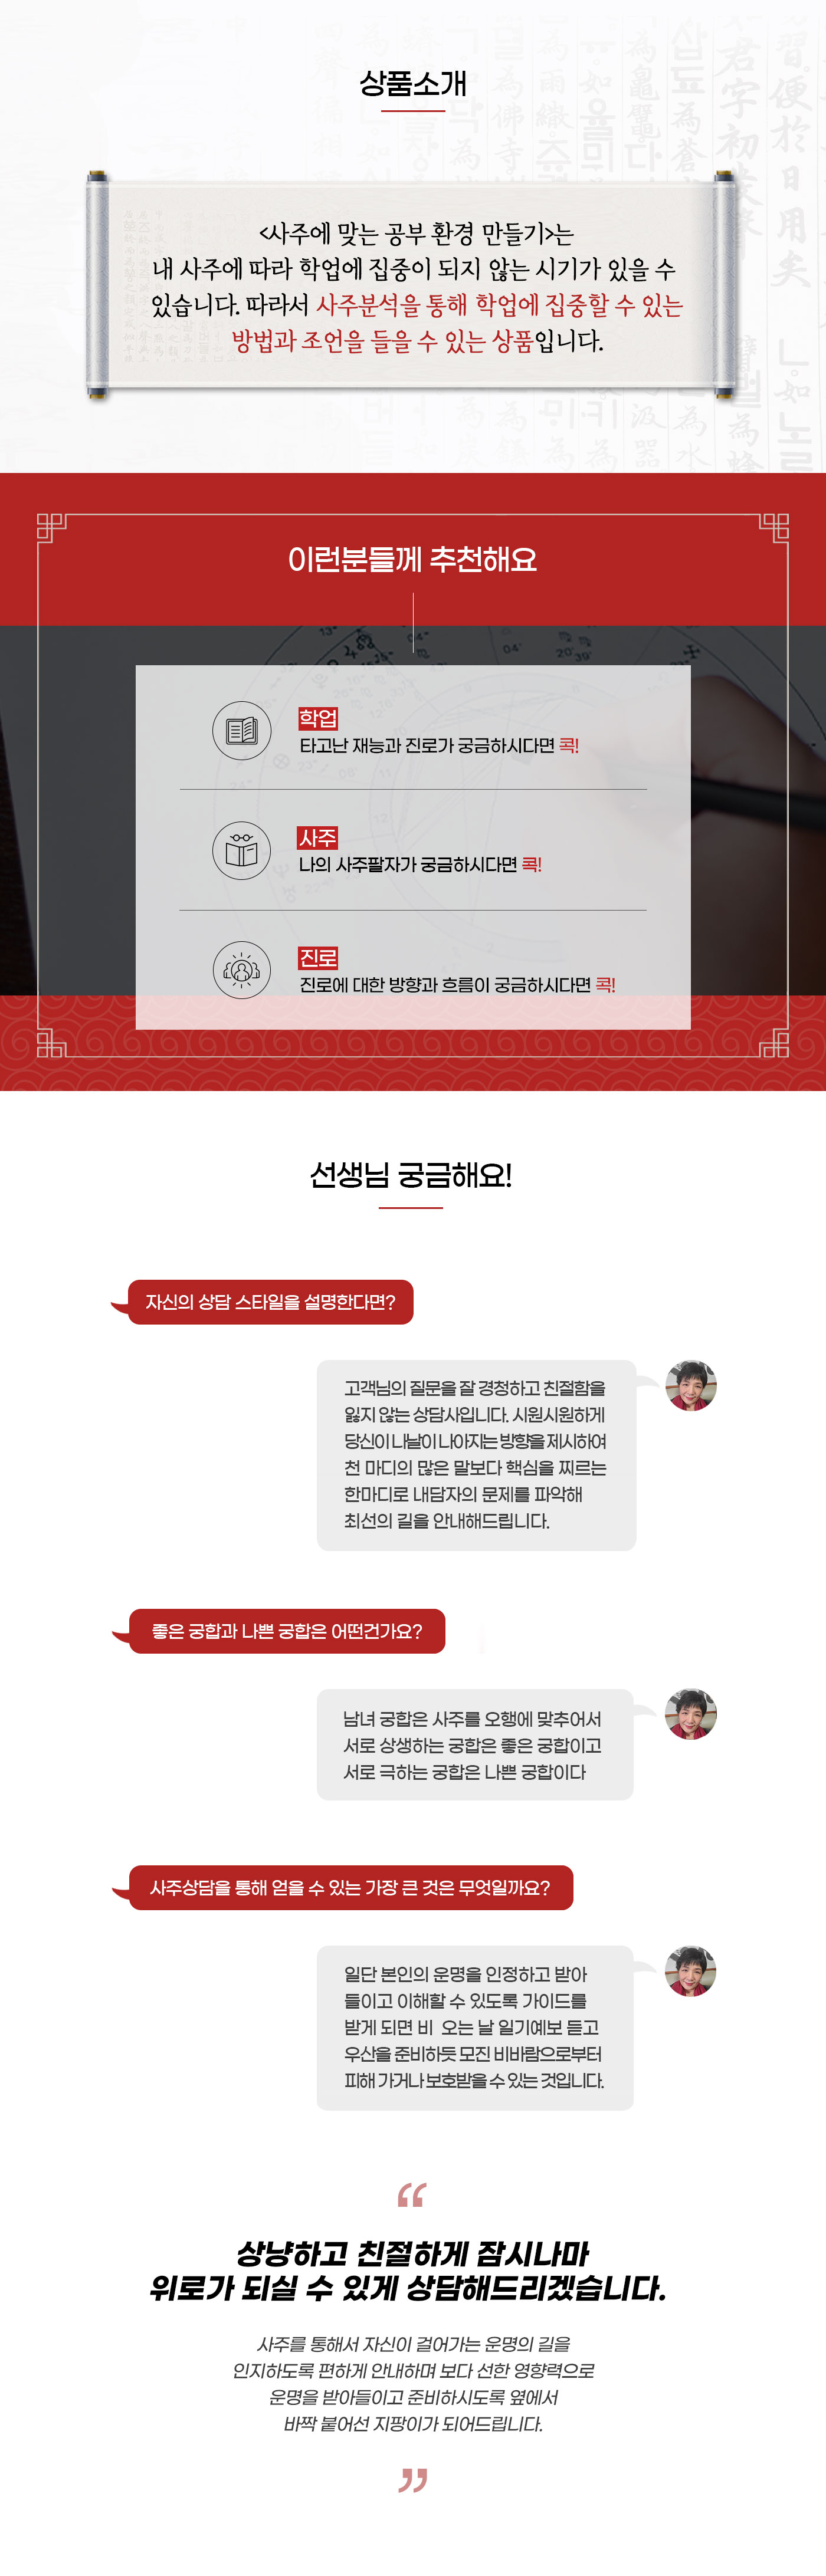 상품소개
<사주에 맞는 공부 환경 만들기>는
내 사주에 따라 학업에 집중이 되지 않는 시기가 있을 수
있습니다. 따라서 사주분석을 통해 학업에 집중할 수 있는
방법과 조언을 들을 수 있는 상품입니다.
이런분들께 추천해요
학업
타고난 재능과 진로가 궁금하시다면 콕!
사주
나의 사주팔자가 궁금하시다면 콕!
진로
진로에 대한 방향과 흐름이 궁금하시다면 콕!
선생님 궁금해요!
자신의 상담 스타일을 설명한다면?
고객님의 질문을 잘 경청하고 친절함을
잃지 않는 상담사입니다. 시원시원하게
당신이 나날이 나아지는 방향을 제시하여
천 마디의 많은 말보다 핵심을 찌르는
한마디로 내담자의 문제를 파악해
최선의 길을 안내해드립니다.
좋은 궁합과 나쁜 궁합은 어떤건가요?
남녀 궁합은 사주를 오행에 맞추어서
서로 상생하는 궁합은 좋은 궁합이고
서로 극하는 궁합은 나쁜 궁합이다
사주상담을 통해 얻을 수 있는 가장 큰 것은 무엇일까요?
일단 본인의 운명을 인정하고 받아
들이고 이해할 수 있도록 가이드를
받게 되면 비 오는 날 일기예보 듣고
우산을 준비하듯 모진 비바람으로부터
피해 가거나 보호받을 수 있는 것입니다.
“
상냥하고 친절하게 잠시나마
위로가 되실 수 있게 상담해드리겠습니다.
사주를 통해서 자신이 걸어가는 운명의 길을
인지하도록 편하게 안내하며 보다 선한 영향력으로
운명을 받아들이고 준비하시도록 옆에서
바짝 붙어선 지팡이가 되어드립니다.
”